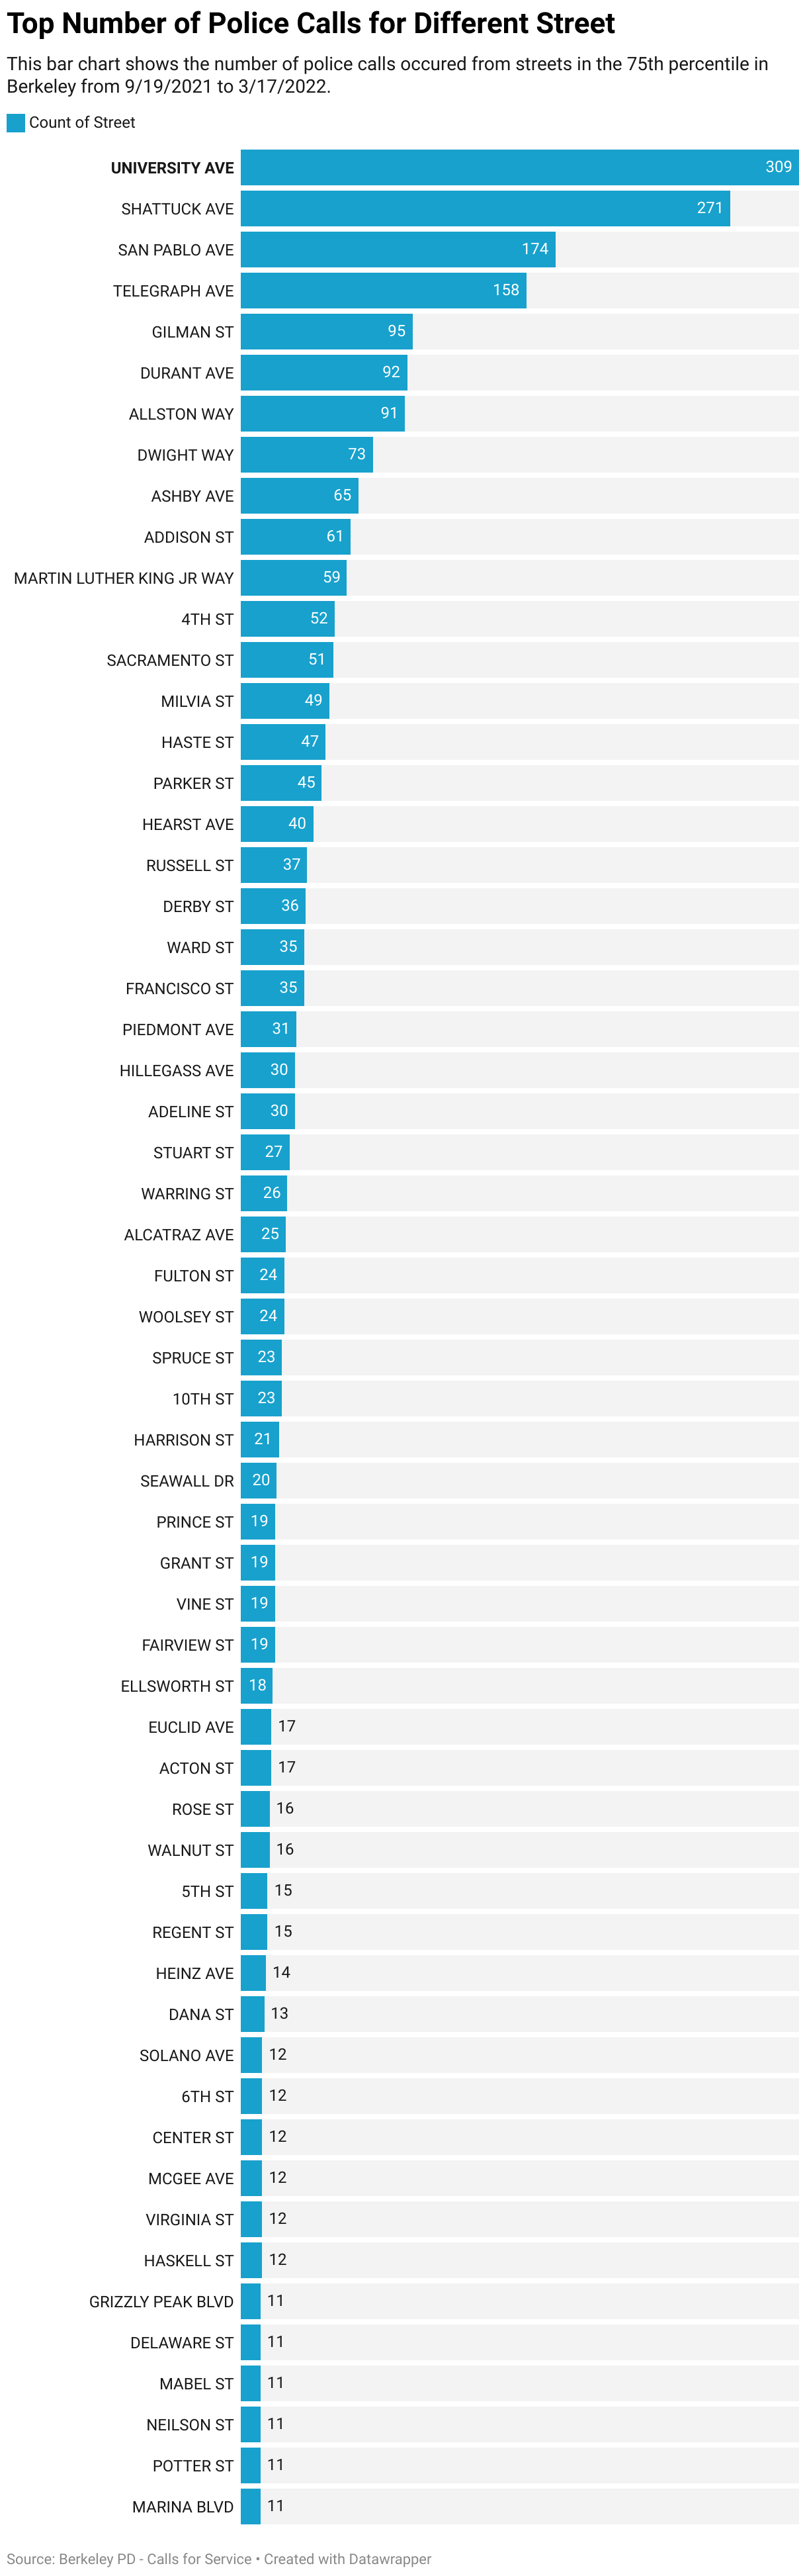 Top Number of Police Calls for Different Street
This bar chart shows the number of police calls occured from streets in the 75th percentile in
Berkeley from 9/19/2021 to 3/17/2022.
Count of Street
UNIVERSITY AVE 309
SHATTUCK AVE 271
SAN PABLO AVE 174
TELEGRAPH AVE 158
GILMAN ST 95
DURANT AVE 92
ALLSTON WAY 91
DWIGHT WAY 73
ASHBY AVE 65
ADDISON ST 61
MARTIN LUTHER KING JR WAY 59
4TH ST 52
SACRAMENTO ST 51
MILVIA ST 49
HASTE ST 47
PARKER ST 45
HEARST AVE 40
RUSSELL ST 37
DERBY ST 36
WARD ST 35
FRANCISCO ST 35
PIEDMONT AVE 31
HILLEGASS AVE 30
ADELINE ST 30
STUART ST 27
WARRING ST 26
ALCATRAZ AVE 25
FULTON ST 24
WOOLSEY ST 24
SPRUCE ST 23
10TH ST 23
HARRISON ST 21
SEAWALL DR 20
PRINCE ST 19
GRANT ST 19
VINE ST 19
FAIRVIEW ST 19
ELLSWORTH ST 18
EUCLID AVE 17
ACTON ST 17
ROSE ST 16
WALNUT ST 16
5TH ST 15
REGENT ST 15
HEINZ AVE 14
DANA ST 13
SOLANO AVE 12
6TH ST 12
CENTER ST 12
MCGEE AVE 12
VIRGINIA ST 12
HASKELL ST 12
GRIZZLY PEAK BLVD 11
DELAWARE ST 11
MABEL ST 11
NEILSON ST 11
POTTER ST 11
MARINA BLVD 11
Source: Berkeley PD - Calls for Service • Created with Datawrapper